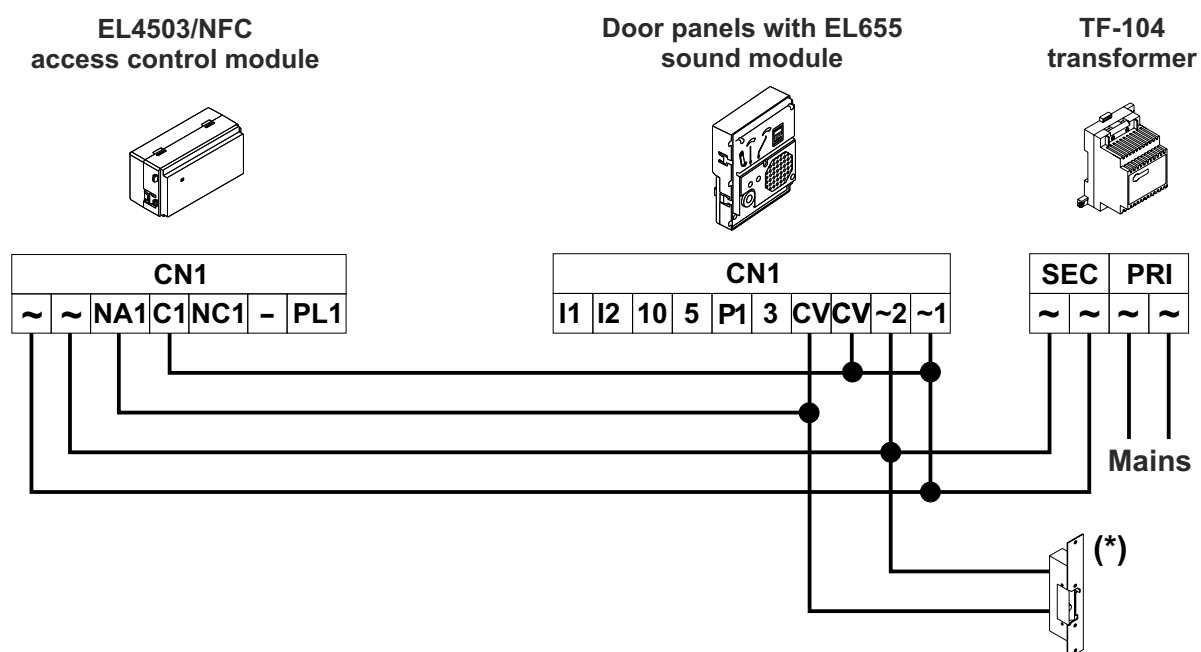 EL4503/NFC
access control module
Door panels with EL655
sound module
TF-104
transformer
CN1
~ ~ NA1 C1 NC1 – PL1
CN1
I1 I2 10 5 P1 3 CV CV ~2 ~1
SEC PRI
~ ~ ~ ~
Mains
(*)